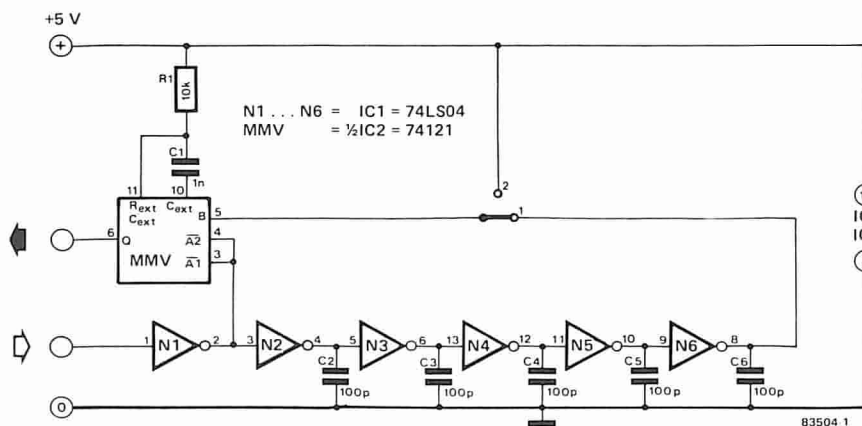 +5 V
+
R1
10k
N1 . . . N6 = IC1 = 74LS04
MMV = ½IC2 = 74121
C1
1n
11
10
2
Rext
Cext
Cext
B
5
1
6
Q
A2
4
MMV
A1
3
1
N1
2
3
N2
4
5
N3
6
13
N4
12
11
N5
10
9
N6
8
C2
C3
C4
C5
C6
100p
100p
100p
100p
100p
0
83504-1